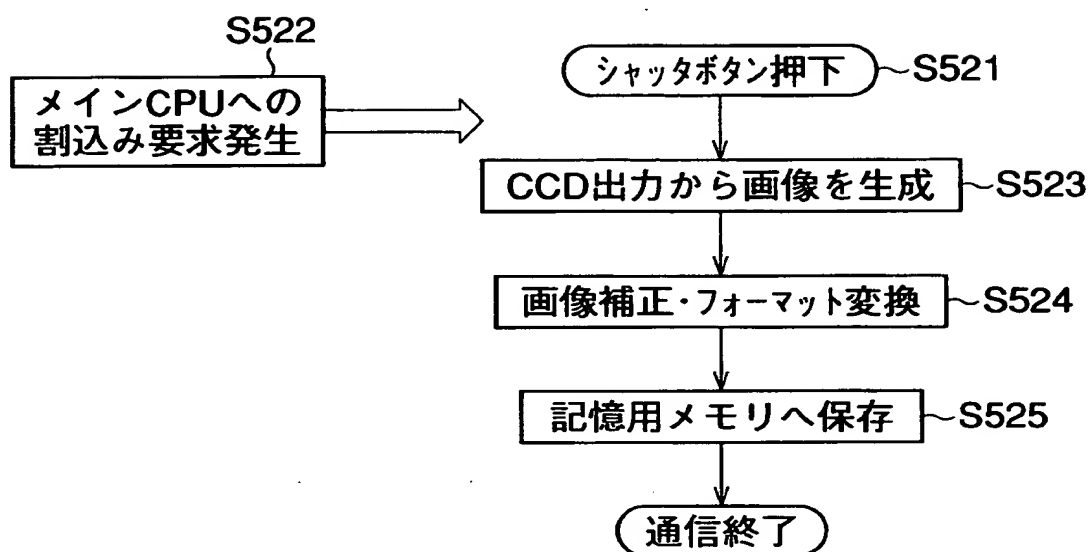 S522
メインCPUへの
割込み要求発生
シャッタボタン押下
S521
CCD出力から画像を生成
S523
画像補正・フォーマット変換
S524
記憶用メモリへ保存
S525
通信終了